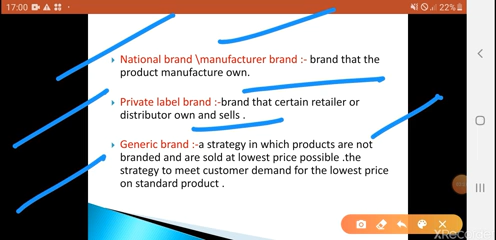 17:00
22%
National brand \manufacturer brand :- brand that the
product manufacture own.
Private label brand :-brand that certain retailer or
distributor own and sells .
Generic brand :-a strategy in which products are not
branded and are sold at lowest price possible .the
strategy to meet customer demand for the lowest price
on standard product .
XRecorder